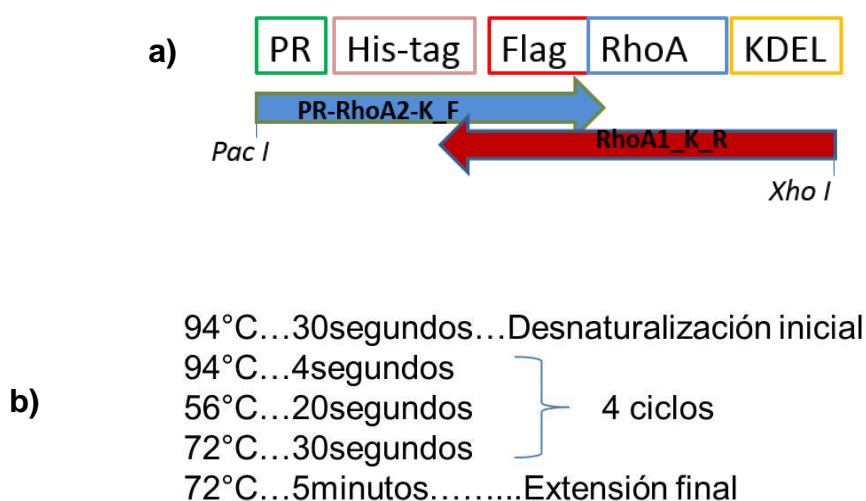 a) PR His-tag Flag RhoA KDEL
PR-RhoA2-K_F
RhoA1_K_R
Pac I
Xho I
94°C...30segundos...Desnaturalización inicial
94°C...4segundos
b) 56°C...20segundos 4 ciclos
72°C...30segundos
72°C...5minutos.……...Extensión final